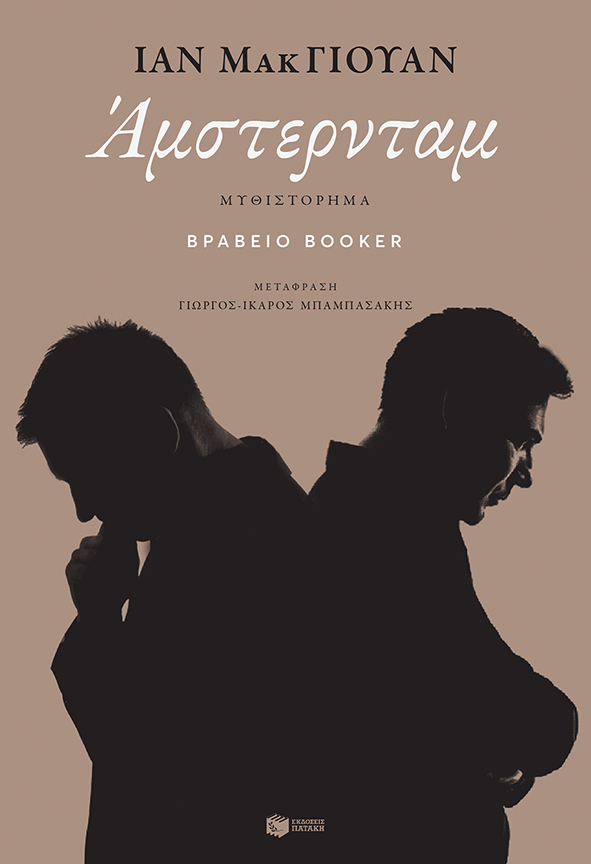 ΙΑΝ ΜακΓΙΟΥΑΝ
Άμστερνταμ
ΜΥΘΙΣΤΟΡΗΜΑ
ΒΡΑΒΕΙΟ BOOKER
ΜΕΤΑΦΡΑΣΗ
ΓΙΩΡΓΟΣ-ΙΚΑΡΟΣ ΜΠΑΜΠΑΣΑΚΗΣ
ΕΚΔΟΣΕΙΣ
ΠΑΤΑΚΗ